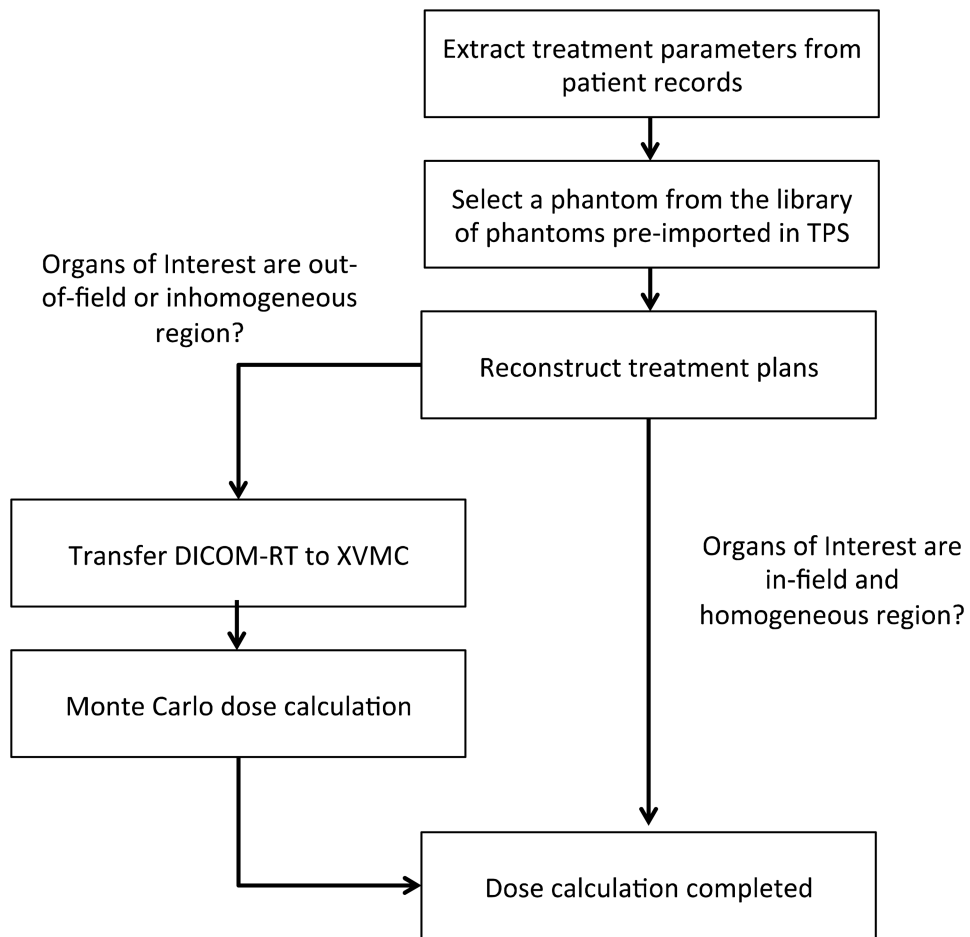 Extract treatment parameters from
patient records
Select a phantom from the library
of phantoms pre-imported in TPS
Organs of Interest are out-
of-field or inhomogeneous
region?
Reconstruct treatment plans
Transfer DICOM-RT to XVMC
Organs of Interest are
in-field and
homogeneous region?
Monte Carlo dose calculation
Dose calculation completed